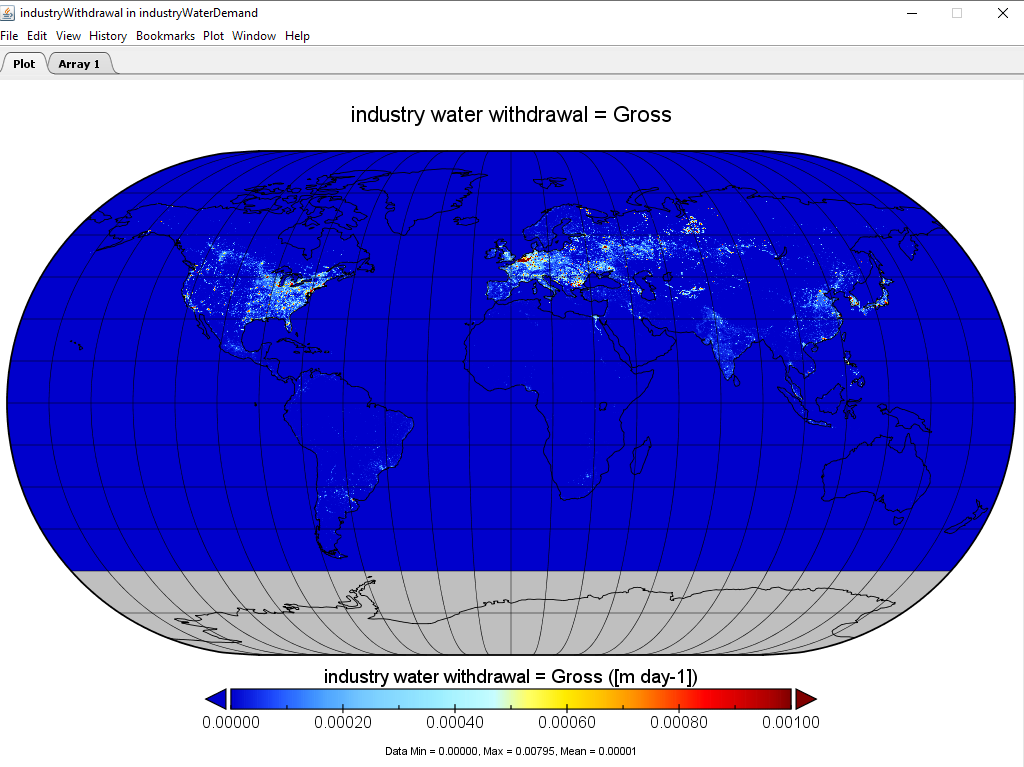 industryWithdrawal in industryWaterDemand
File Edit View History Bookmarks Plot Window Help
Plot Array 1
industry water withdrawal = Gross
industry water withdrawal = Gross ([m day-1])
0.00000 0.00020 0.00040 0.00060 0.00080 0.00100
Data Min = 0.00000, Max = 0.00795, Mean = 0.00001